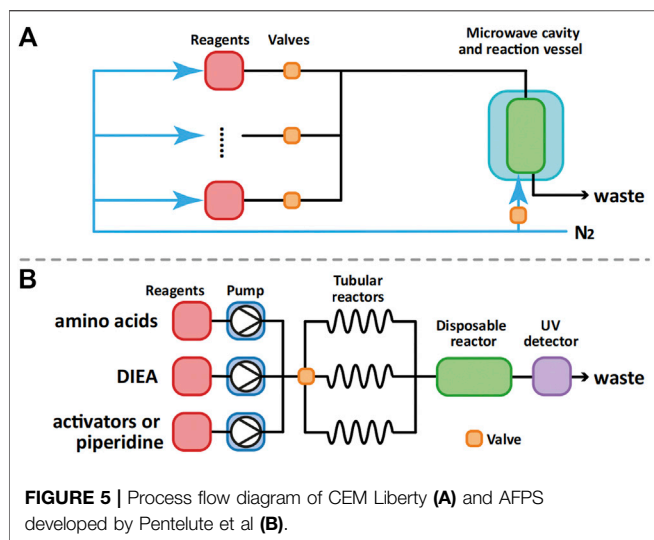 A
Reagents Valves
Microwave cavity
and reaction vessel
waste
N2
B
Reagents Pump
Tubular
reactors
Disposable
reactor
UV
detector
amino acids
DIEA
waste
activators or
piperidine
Valve
FIGURE 5 | Process flow diagram of CEM Liberty (A) and AFPS
developed by Pentelute et al (B).